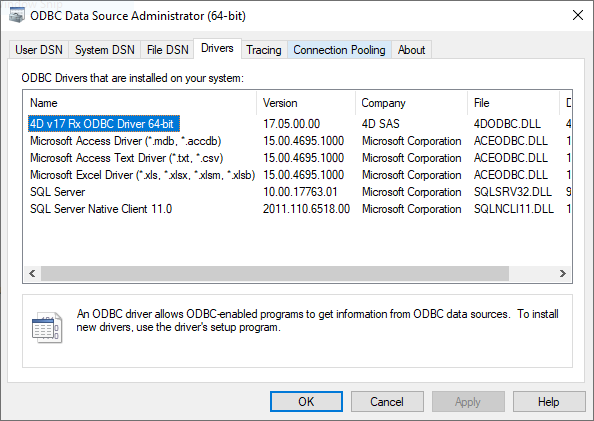 ODBC Data Source Administrator (64-bit)
User DSN System DSN File DSN Drivers Tracing Connection Pooling About
ODBC Drivers that are installed on your system:
Name Version Company File D
4D v17 Rx ODBC Driver 64-bit 17.05.00.00 4D SAS 4DODBC.DLL 4
Microsoft Access Driver (*.mdb, *.accdb) 15.00.4695.1000 Microsoft Corporation ACEODBC.DLL 1
Microsoft Access Text Driver (*.txt, *.csv) 15.00.4695.1000 Microsoft Corporation ACEODBC.DLL 1
Microsoft Excel Driver (*.xls, *.xlsx, *.xlsm, *.xlsb) 15.00.4695.1000 Microsoft Corporation ACEODBC.DLL 1
SQL Server 10.00.17763.01 Microsoft Corporation SQLSRV32.DLL 9
SQL Server Native Client 11.0 2011.110.6518.00 Microsoft Corporation SQLNCLI11.DLL 1
An ODBC driver allows ODBC-enabled programs to get information from ODBC data sources. To install
new drivers, use the driver's setup program.
OK Cancel Apply Help